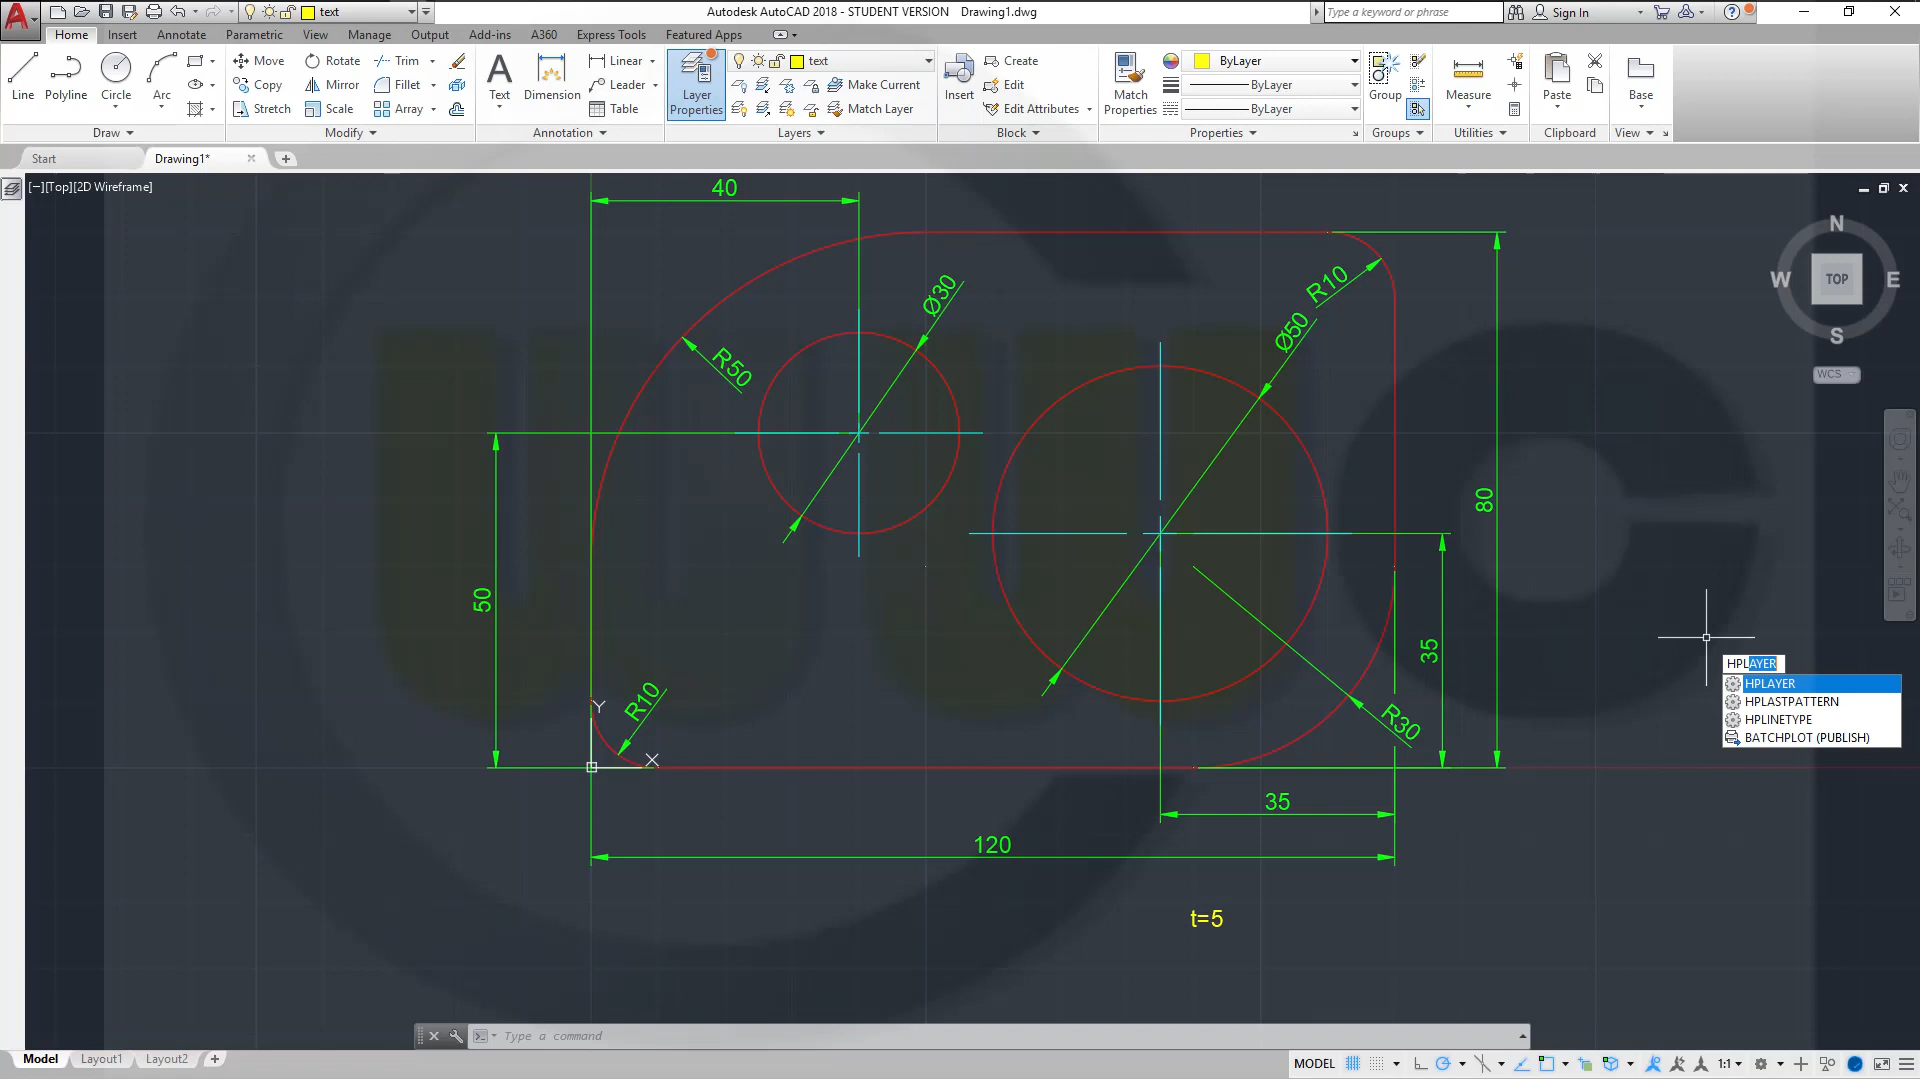 text
Autodesk AutoCAD 2018 - STUDENT VERSION Drawing1.dwg
Type a keyword or phrase
Sign In
Home Insert Annotate Parametric View Manage Output Add-ins A360 Express Tools Featured Apps
Line Polyline Circle Arc
Move Rotate Trim
Copy Mirror Fillet
Stretch Scale Array
Text Dimension
Linear
Leader
Table
Layer Properties
text
Make Current
Match Layer
Insert
Create
Edit
Edit Attributes
Match Properties
ByLayer
ByLayer
ByLayer
Group Measure Paste Base
Draw Modify Annotation Layers Block Properties Groups Utilities Clipboard View
Start Drawing1*
[−][Top][2D Wireframe]
40
N
W TOP E
S
WCS
Ø30
R10
Ø50
R50
80
50
35
R10
R30
Y
X
HPLAYER
HPLAYER
HPLASTPATTERN
HPLINETYPE
BATCHPLOT (PUBLISH)
35
120
t=5
Type a command
Model Layout1 Layout2
MODEL 1:1